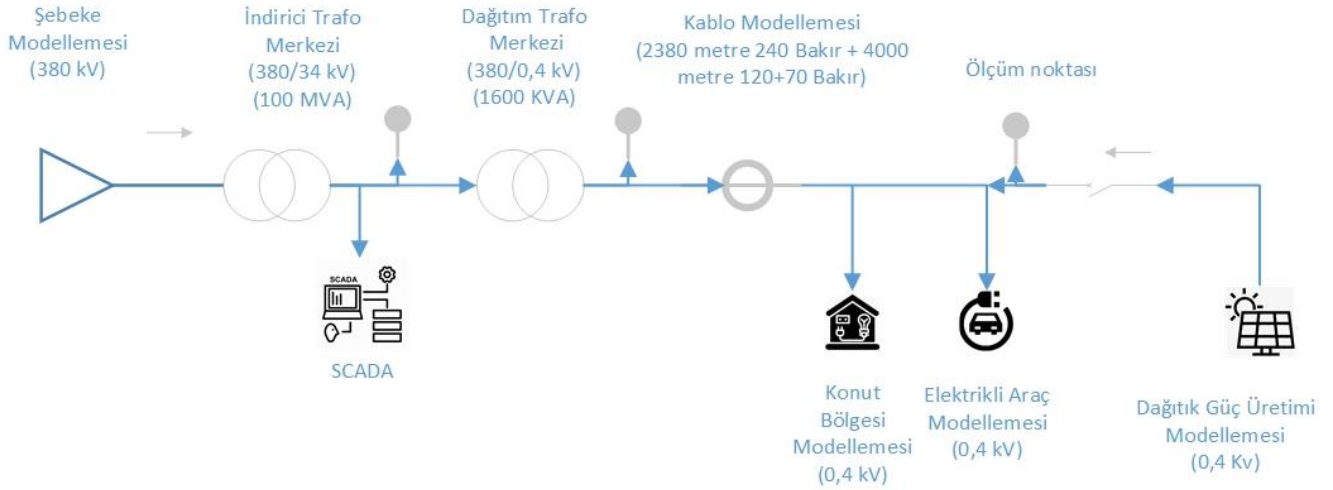 Şebeke
Modellemesi
(380 kV)
İndirici Trafo
Merkezi
(380/34 kV)
(100 MVA)
Dağıtım Trafo
Merkezi
(380/0,4 kV)
(1600 KVA)
Kablo Modellemesi
(2380 metre 240 Bakır + 4000
metre 120+70 Bakır)
Ölçüm noktası
SCADA
SCADA
Konut
Bölgesi
Modellemesi
(0,4 kV)
Elektrikli Araç
Modellemesi
(0,4 kV)
Dağıtık Güç Üretimi
Modellemesi
(0,4 Kv)